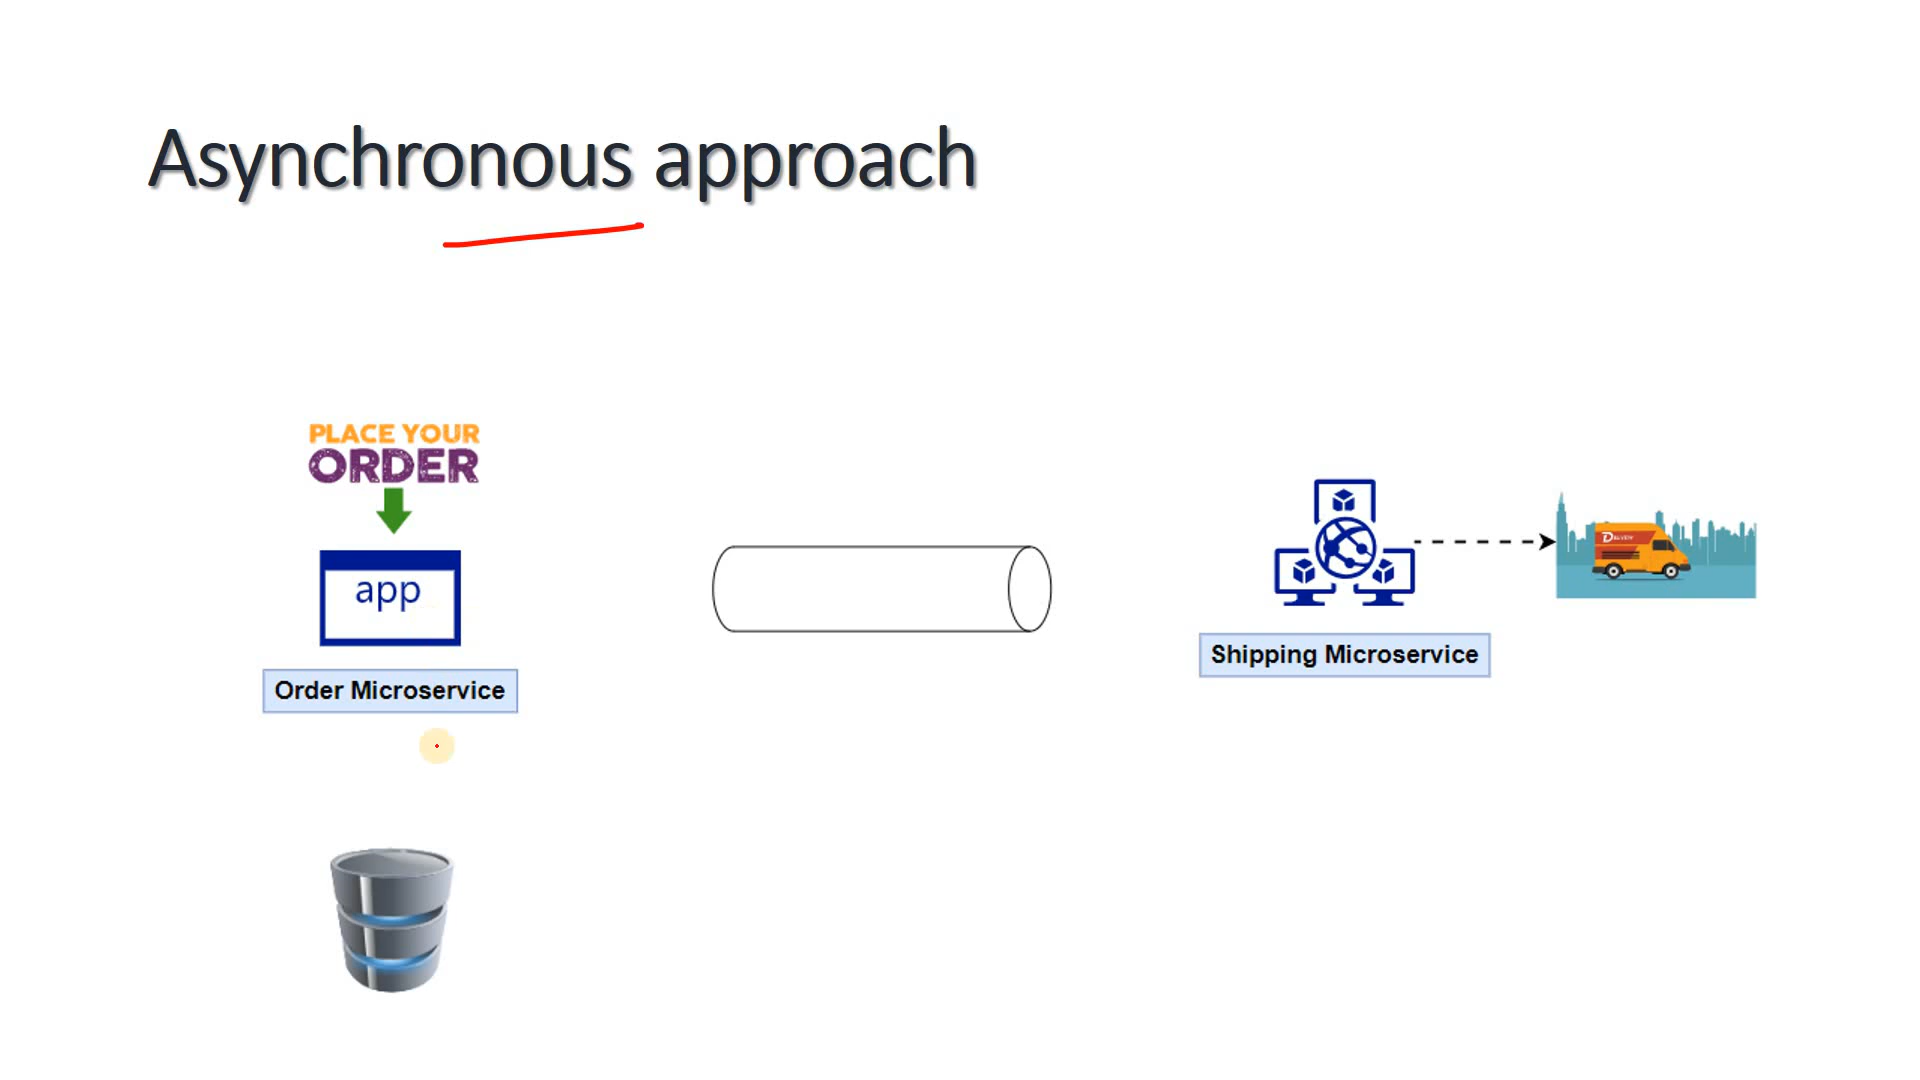 Asynchronous approach
PLACE YOUR
ORDER
app
Order Microservice
Shipping Microservice